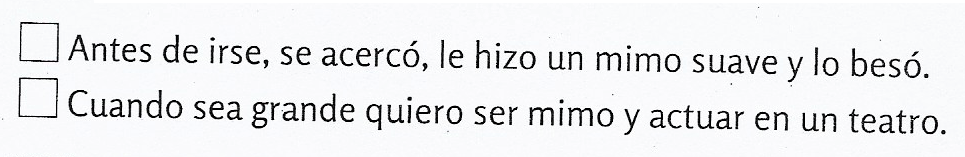 Antes de irse, se acercó, le hizo un mimo suave y lo besó.
Cuando sea grande quiero ser mimo y actuar en un teatro.